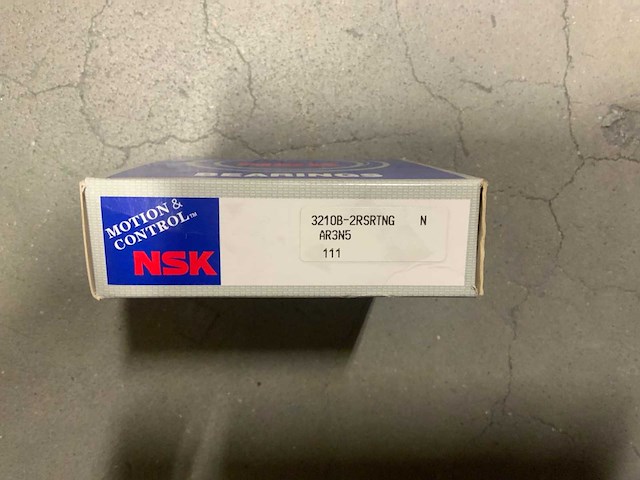 BEARINGS
MOTION &
CONTROL™
NSK
3210B-2RSRTNG N
AR3N5
111